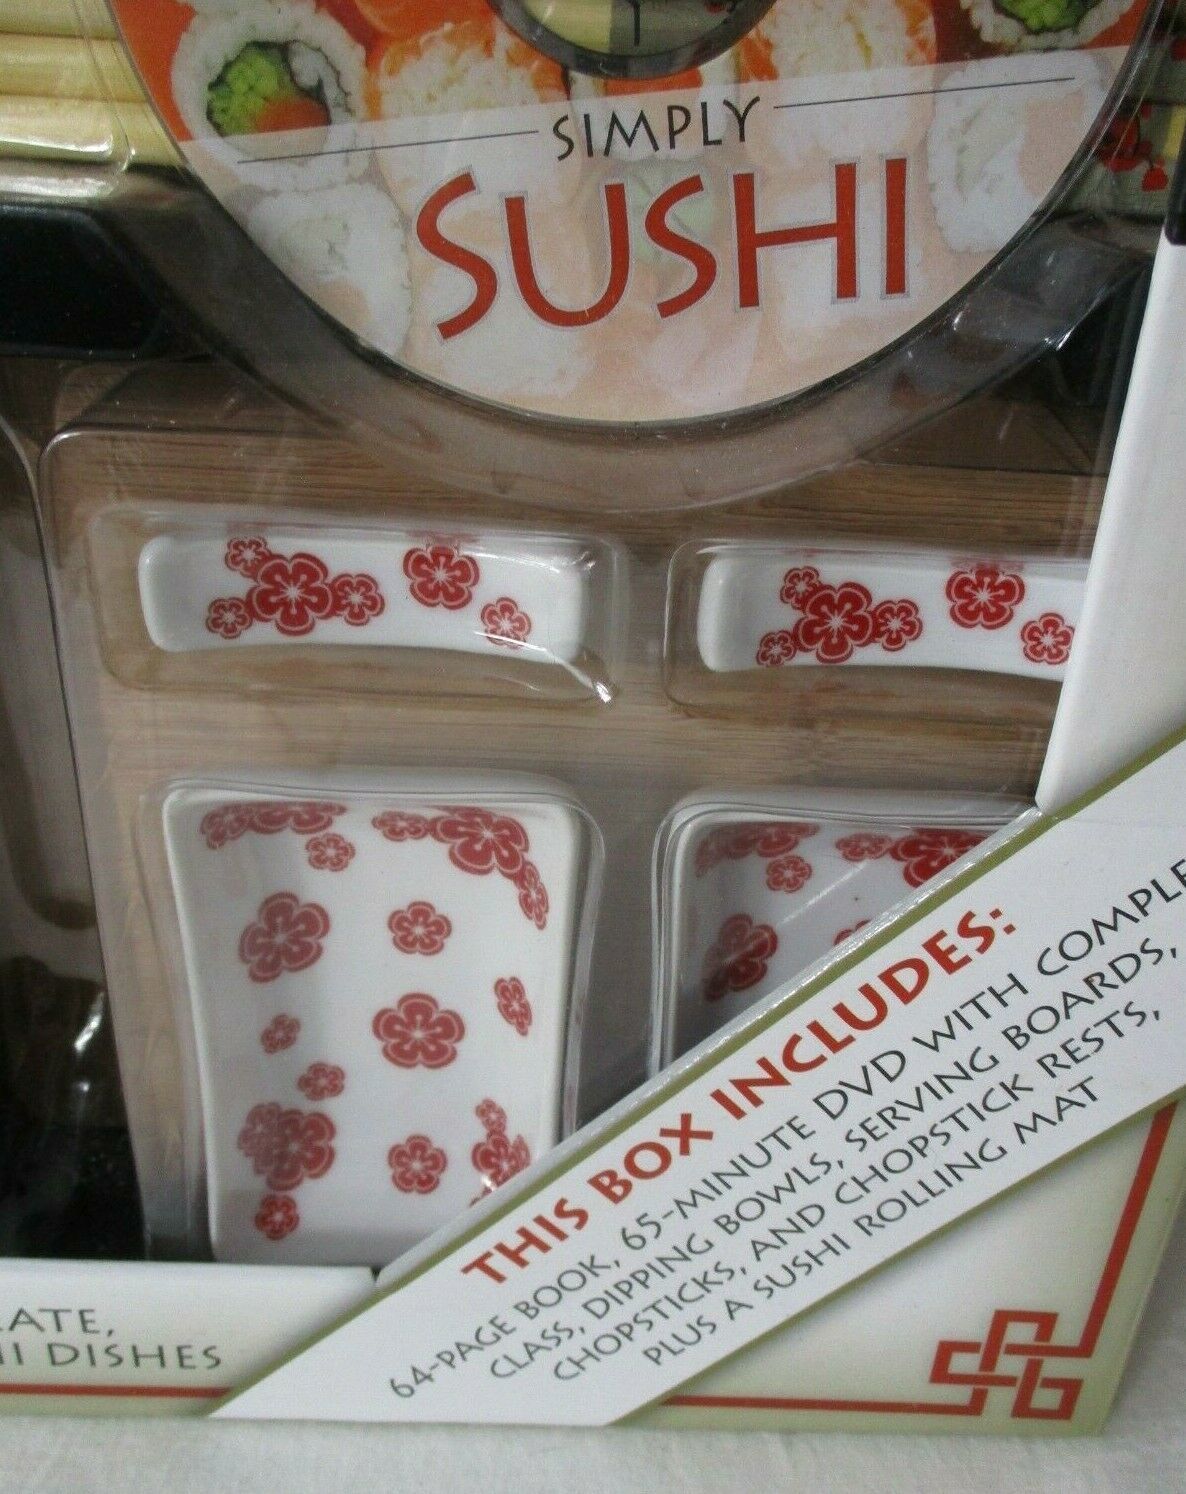 SIMPLY
SUSHI
THIS BOX INCLUDES:
64-PAGE BOOK, 65-MINUTE DVD WITH COMPLE
CLASS, DIPPING BOWLS, SERVING BOARDS,
CHOPSTICKS, AND CHOPSTICK RESTS,
PLUS A SUSHI ROLLING MAT
ATE,
I DISHES